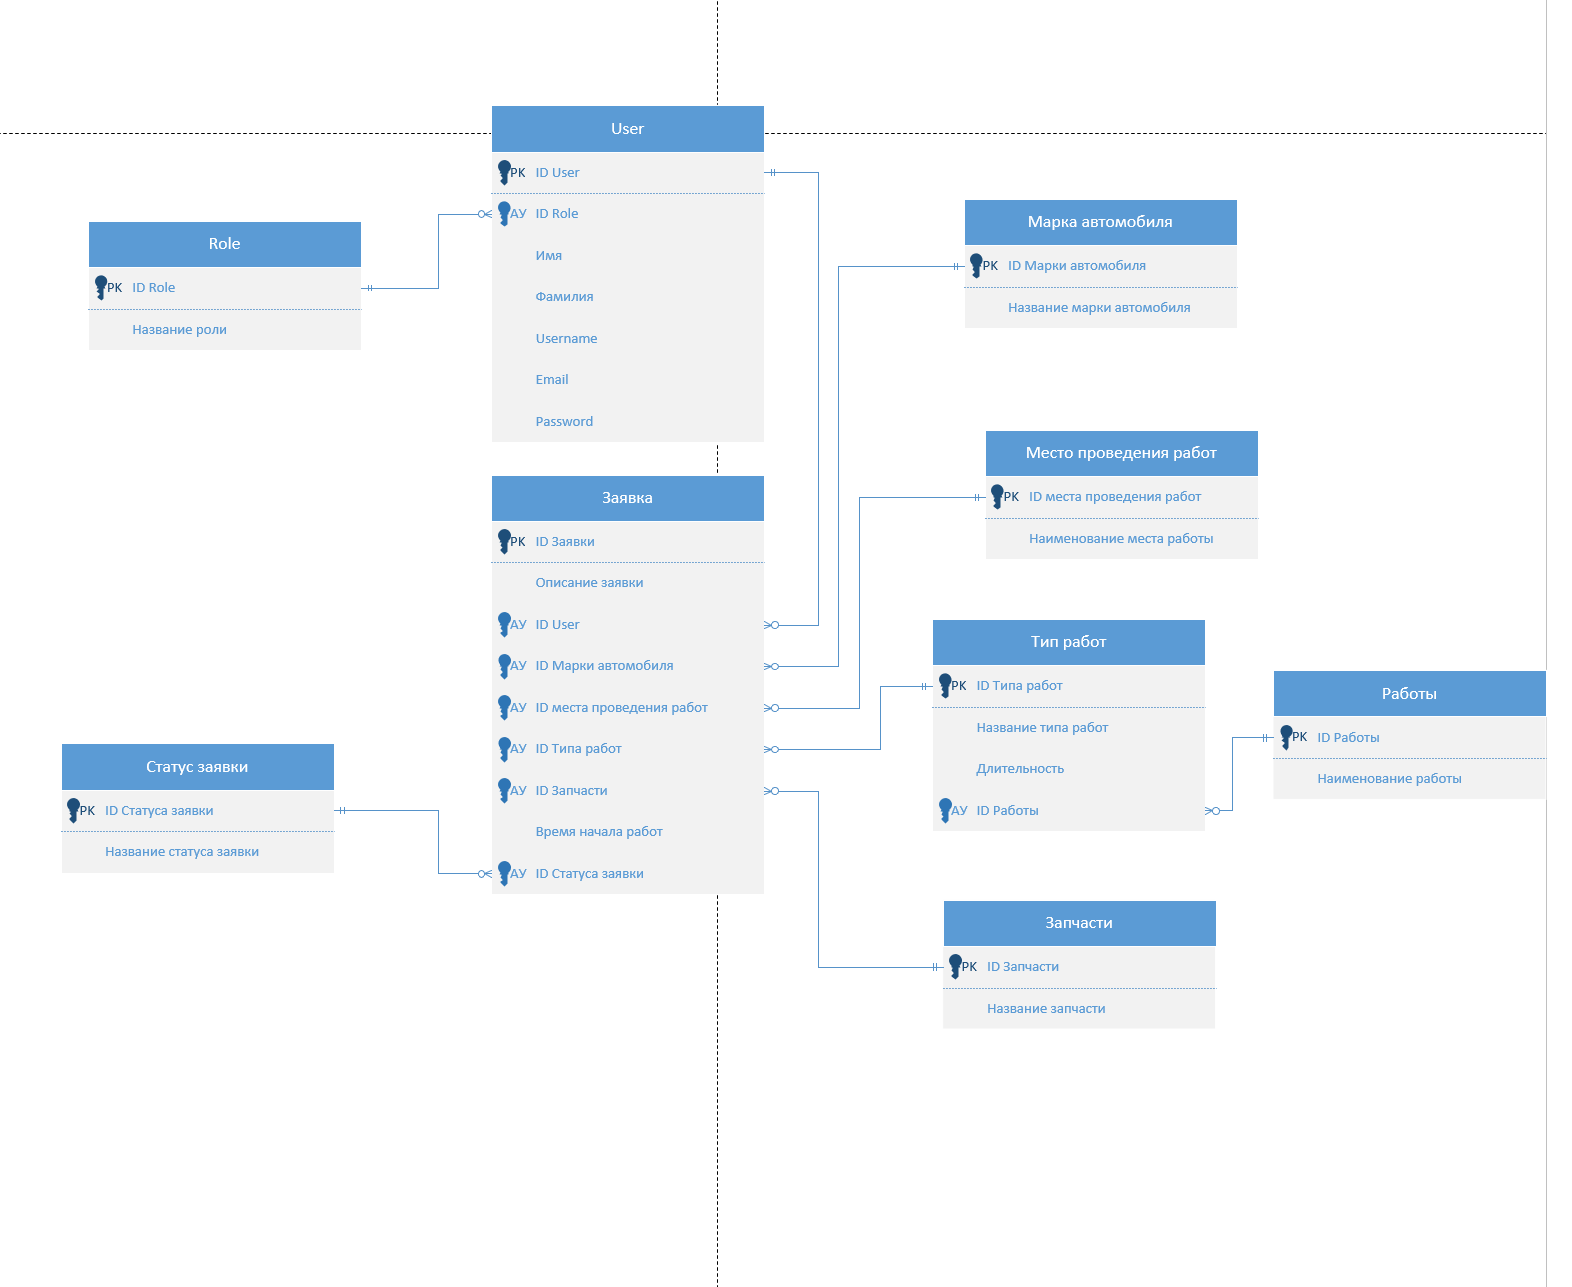 User
PK ID User
АУ ID Role
Имя
Фамилия
Username
Email
Password
Role
PK ID Role
Название роли
Марка автомобиля
PK ID Марки автомобиля
Название марки автомобиля
Место проведения работ
PK ID места проведения работ
Наименование места работы
Заявка
PK ID Заявки
Описание заявки
АУ ID User
АУ ID Марки автомобиля
АУ ID места проведения работ
АУ ID Типа работ
АУ ID Запчасти
Время начала работ
АУ ID Статуса заявки
Тип работ
PK ID Типа работ
Название типа работ
Длительность
АУ ID Работы
Работы
PK ID Работы
Наименование работы
Статус заявки
PK ID Статуса заявки
Название статуса заявки
Запчасти
PK ID Запчасти
Название запчасти